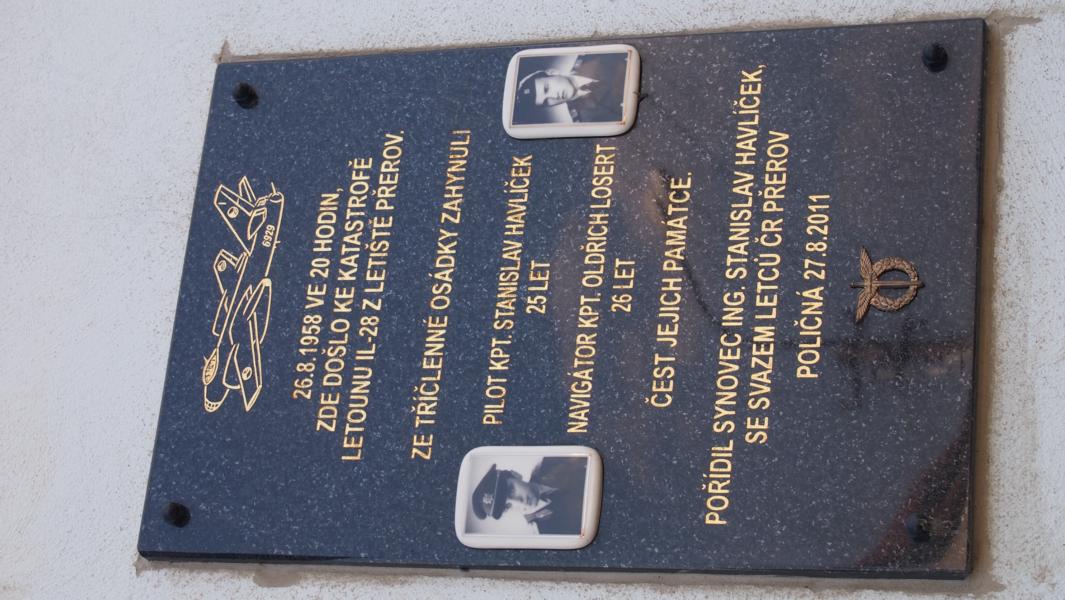 6929
26.8.1958 VE 20 HODIN,
ZDE DOŠLO KE KATASTROFĚ
LETOUNU IL-28 Z LETIŠTĚ PŘEROV.
ZE TŘÍČLENNÉ OSÁDKY ZAHYNULI
PILOT KPT. STANISLAV HAVLÍČEK
25 LET
NAVIGÁTOR KPT. OLDŘICH LOSERT
26 LET
ČEST JEJICH PAMÁTCE.
POŘÍDIL SYNOVEC ING. STANISLAV HAVLÍČEK,
SE SVAZEM LETCŮ ČR PŘEROV
POLIČNA 27.8.2011